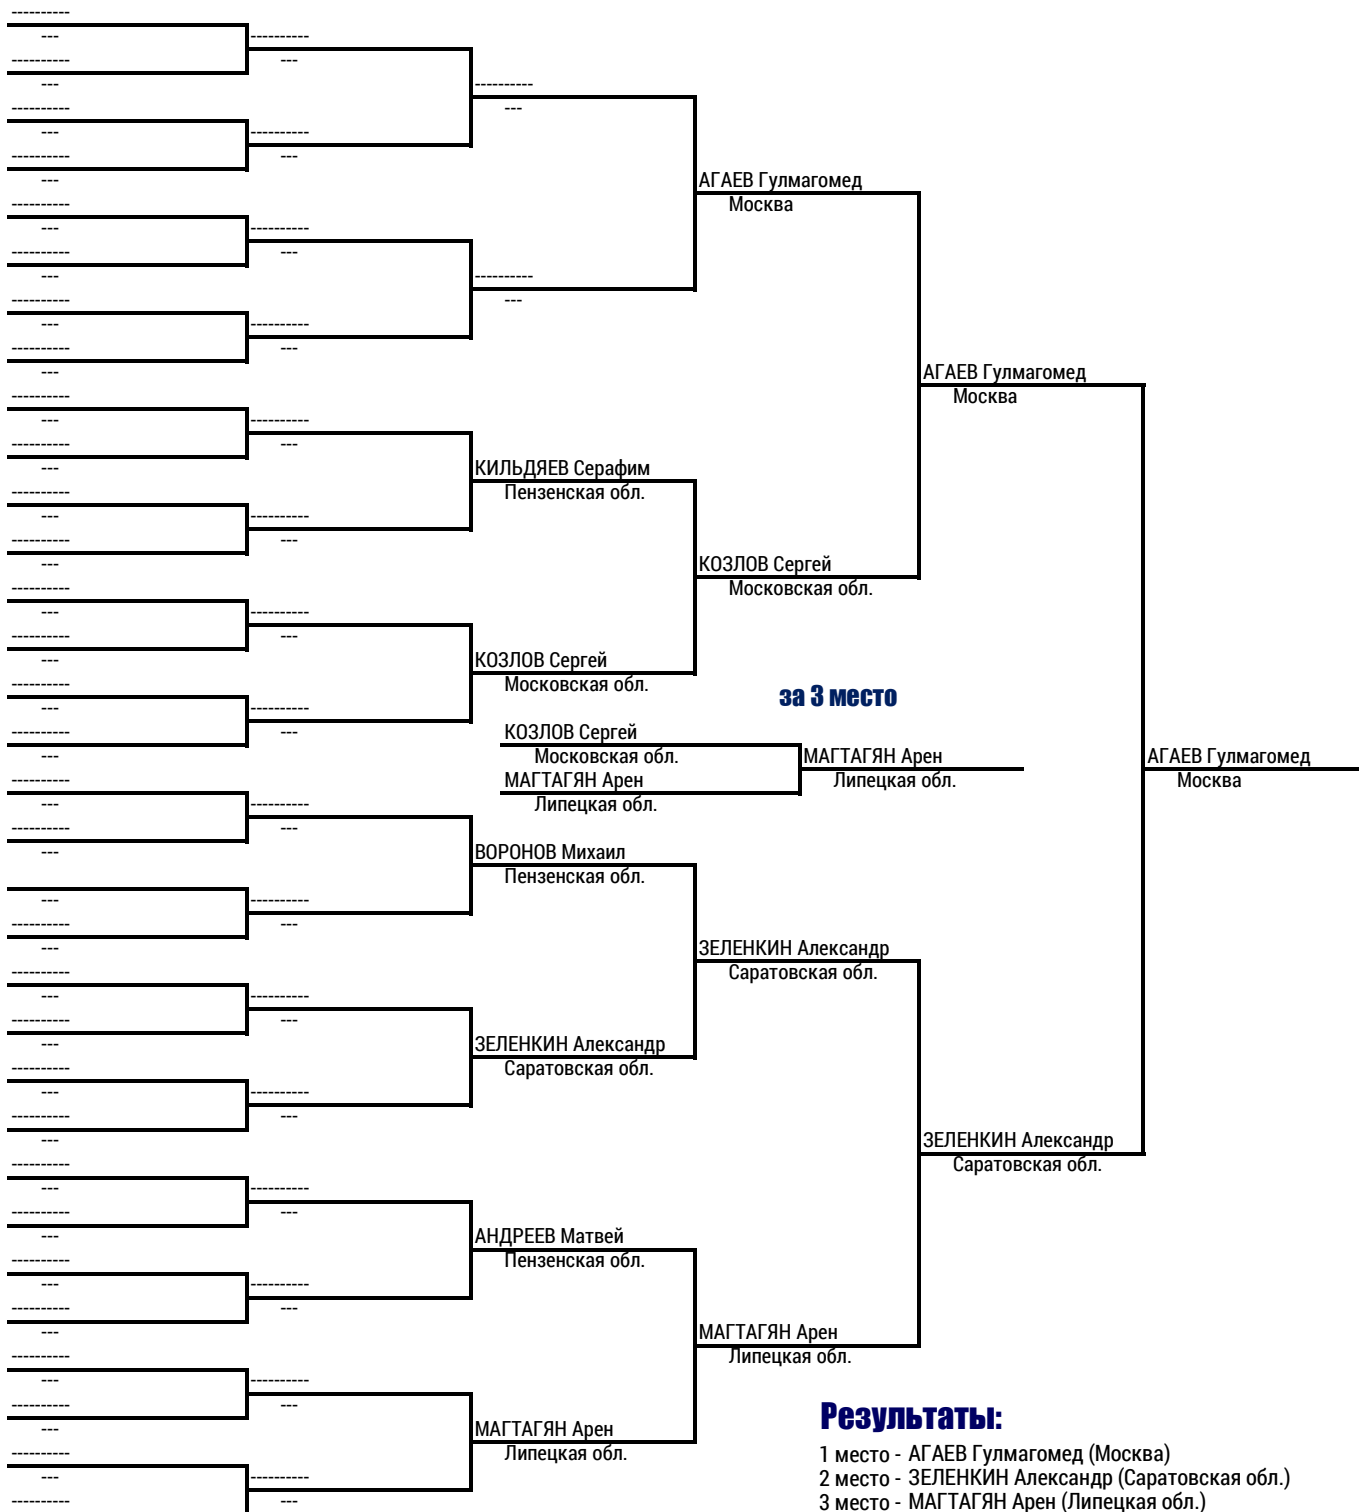 АГАЕВ Гулмагомед
Москва
АГАЕВ Гулмагомед
Москва
КИЛЬДЯЕВ Серафим
Пензенская обл.
КОЗЛОВ Сергей
Московская обл.
КОЗЛОВ Сергей
Московская обл.
за 3 место
КОЗЛОВ Сергей
Московская обл.
МАГТАГЯН Арен
Липецкая обл.
МАГТАГЯН Арен
Липецкая обл.
АГАЕВ Гулмагомед
Москва
ВОРОНОВ Михаил
Пензенская обл.
ЗЕЛЕНКИН Александр
Саратовская обл.
ЗЕЛЕНКИН Александр
Саратовская обл.
ЗЕЛЕНКИН Александр
Саратовская обл.
АНДРЕЕВ Матвей
Пензенская обл.
МАГТАГЯН Арен
Липецкая обл.
МАГТАГЯН Арен
Липецкая обл.
Результаты:
1 место - АГАЕВ Гулмагомед (Москва)
2 место - ЗЕЛЕНКИН Александр (Саратовская обл.)
3 место - МАГТАГЯН Арен (Липецкая обл.)